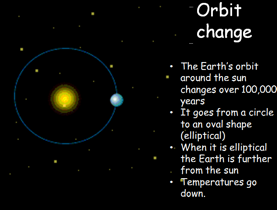 Orbit
change
• The Earth's orbit
around the sun
changes over 100,000
years
• It goes from a circle
to an oval shape
(elliptical)
• When it is elliptical
the Earth is further
from the sun
• Temperatures go
down.